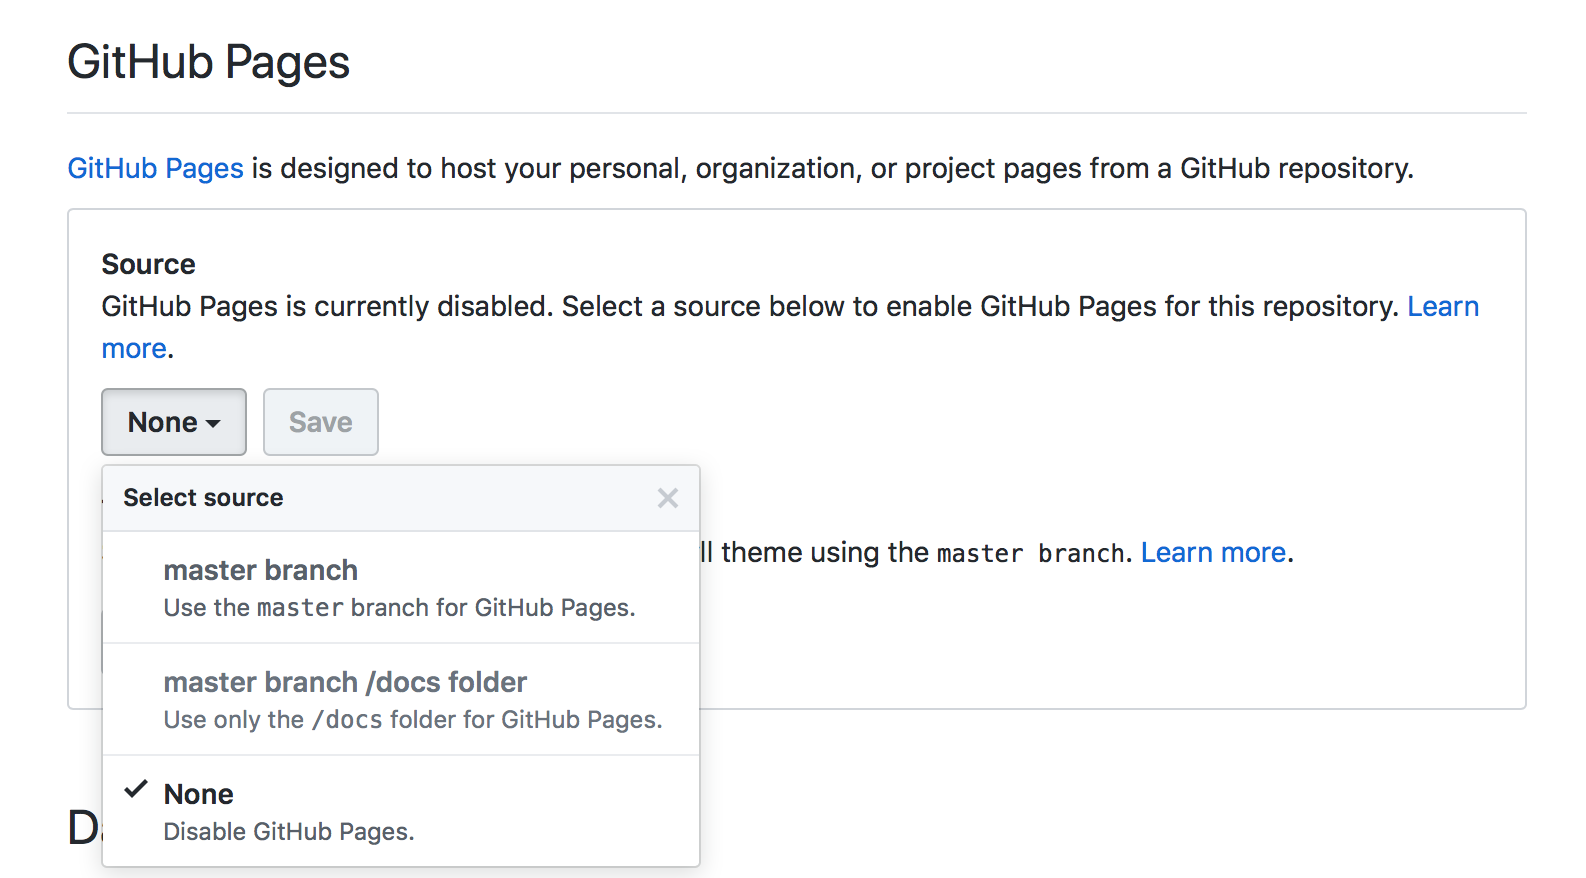 GitHub Pages
GitHub Pages is designed to host your personal, organization, or project pages from a GitHub repository.
Source
GitHub Pages is currently disabled. Select a source below to enable GitHub Pages for this repository. Learn
more.
None
Save
Select source
theme using the master branch. Learn more.
master branch
Use the master branch for GitHub Pages.
master branch /docs folder
Use only the /docs folder for GitHub Pages.
None
Disable GitHub Pages.